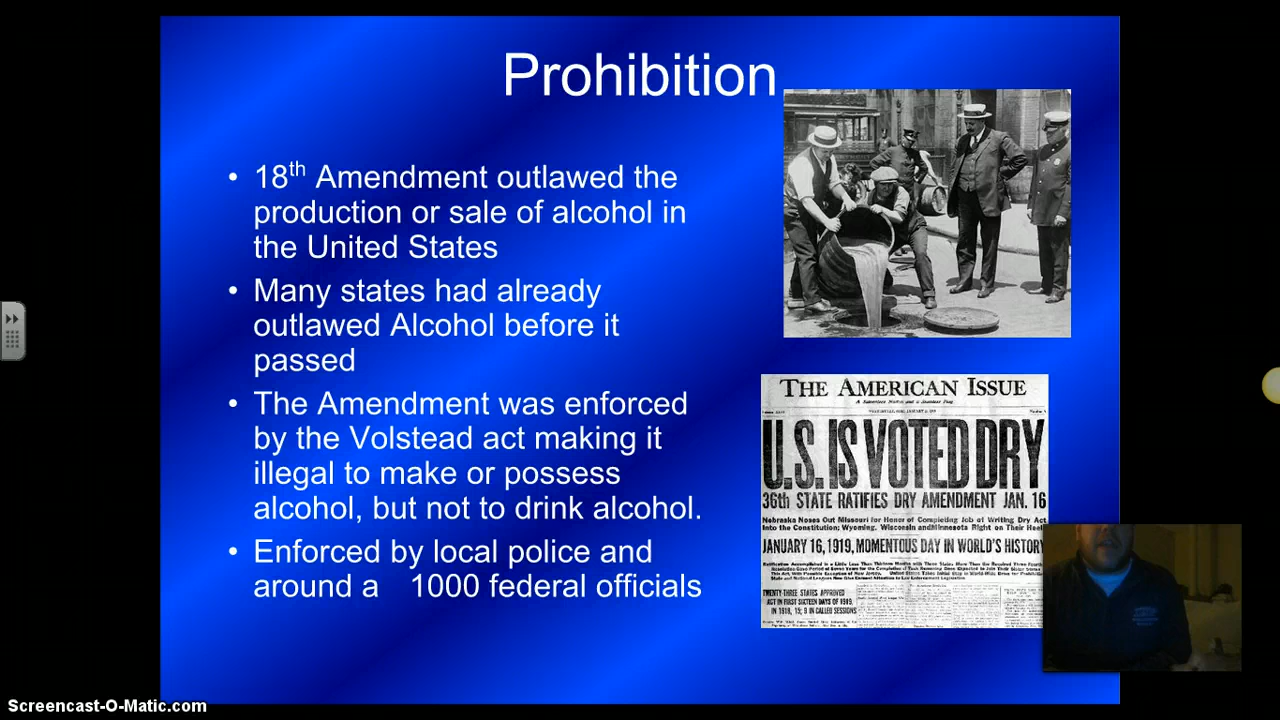 Prohibition
• 18th Amendment outlawed the
production or sale of alcohol in
the United States
• Many states had already
outlawed Alcohol before it
passed
• The Amendment was enforced
by the Volstead act making it
illegal to make or possess
alcohol, but not to drink alcohol.
• Enforced by local police and
around a 1000 federal officials
THE AMERICAN ISSUE
U.S. IS VOTED DRY
36th STATE RATIFIES DRY AMENDMENT JAN. 16
Nebraska Noses Out Missouri for Honor of Completing Job of Writing Dry Act
Into the Constitution; Wyoming, Wisconsin and Minnesota Right on Their Heel
JANUARY 16, 1919, MOMENTOUS DAY IN WORLD'S HISTORY
TWENTY-THREE STATES APPROVED
ACT IN FIRST SIXTEEN DAYS OF 1919,
IN 1918, 15; 9 IN CALLED SESSIONS
Screencast-O-Matic.com